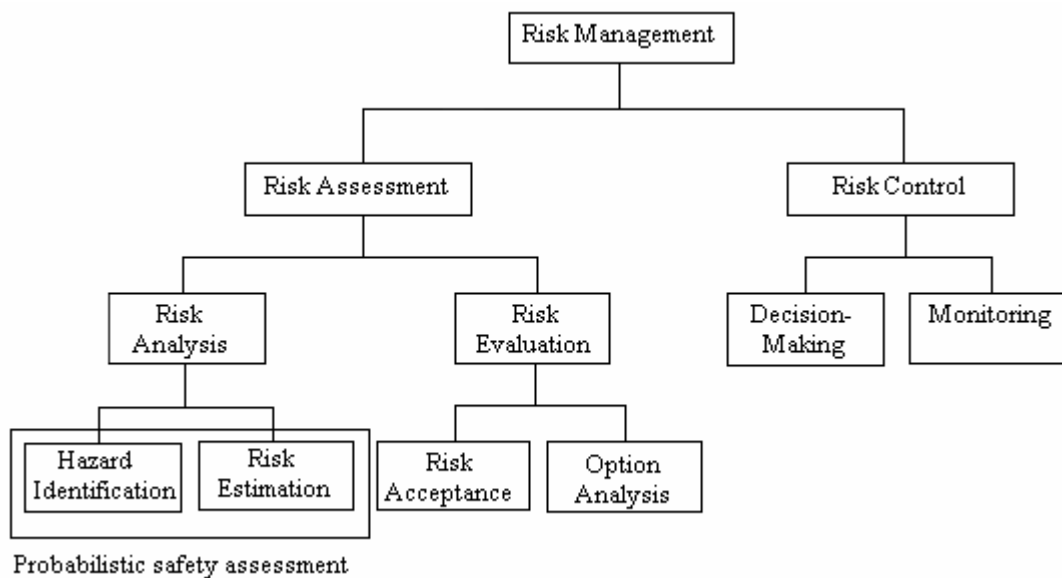 Risk Management
Risk Assessment
Risk Control
Risk
Analysis
Risk
Evaluation
Decision-
Making
Monitoring
Hazard
Identification
Risk
Estimation
Risk
Acceptance
Option
Analysis
Probabilistic safety assessment